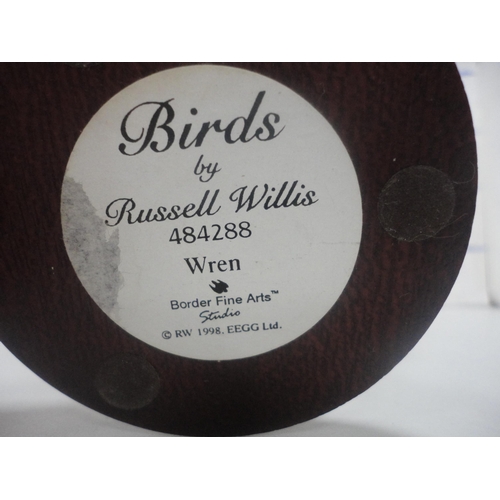 Birds
by
Russell Willis
484288
Wren
Border Fine Arts™
Studio
© RW 1998, EEGG Ltd.